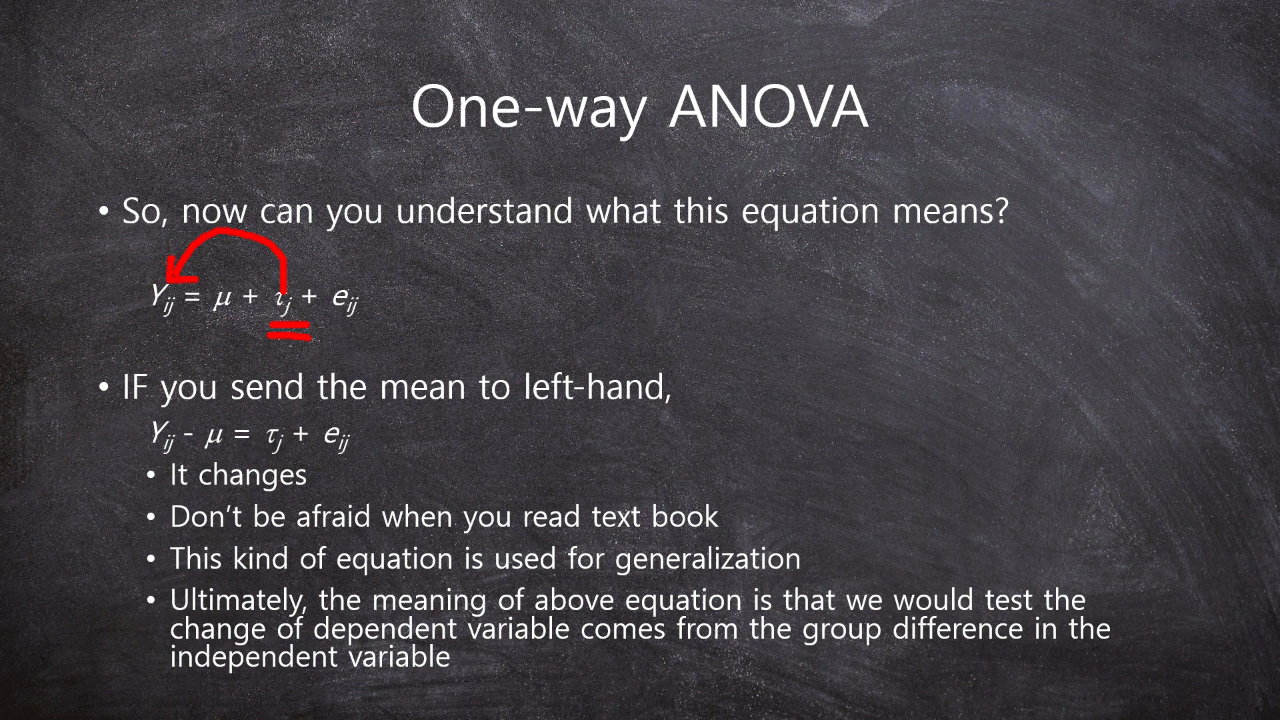 One-way ANOVA
• So, now can you understand what this equation means?
Yij = μ + τj + eij
• IF you send the mean to left-hand,
Yij - μ = τj + eij
• It changes
• Don't be afraid when you read text book
• This kind of equation is used for generalization
• Ultimately, the meaning of above equation is that we would test the
change of dependent variable comes from the group difference in the
independent variable